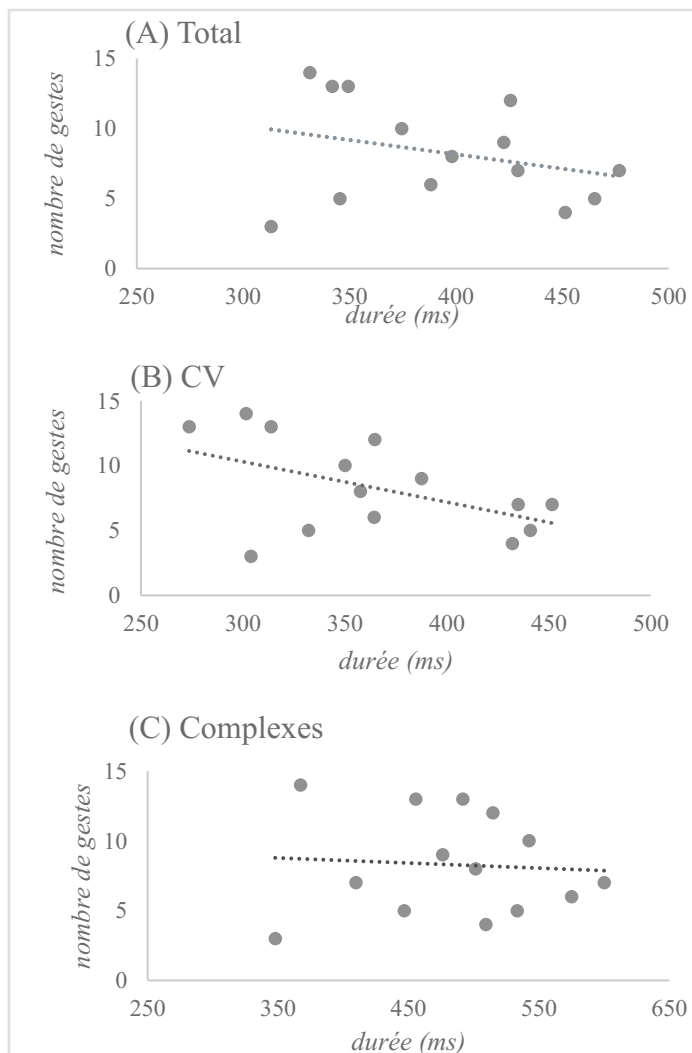 (A) Total
15
10
5
0
nombre de gestes
250 300 350 400 450 500
durée (ms)
(B) CV
15
10
5
0
nombre de gestes
250 300 350 400 450 500
durée (ms)
(C) Complexes
15
10
5
0
nombre de gestes
250 350 450 550 650
durée (ms)